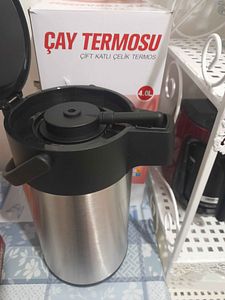 ÇAY TERMOSU
ÇİFT KATLI ÇELİK TERMOS
4.0L